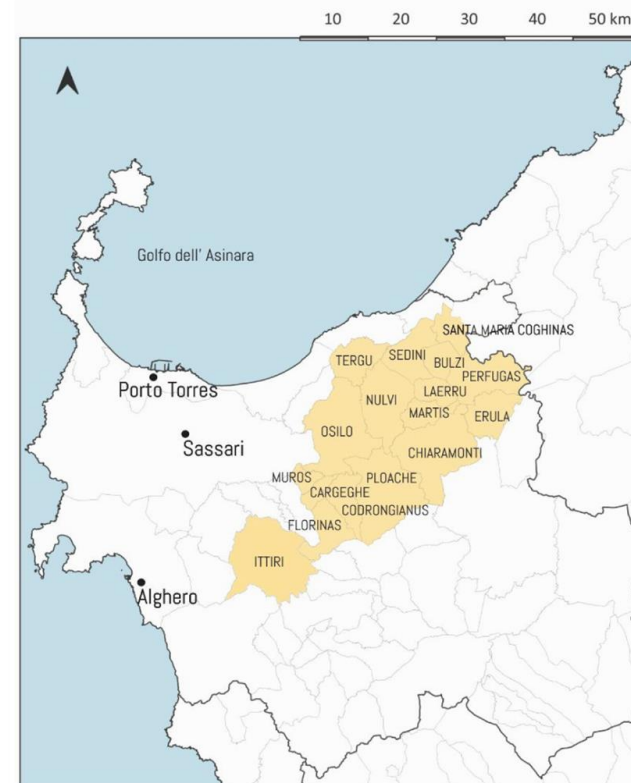 10 20 30 40 50 km
Golfo dell' Asinara
SANTA MARIA COGHINAS
TERGU
SEDINI
BULZI
PERFUGAS
Porto Torres
NULVI
LAERRU
MARTIS
ERULA
OSILO
Sassari
CHIARAMONTI
MUROS
PLOACHE
CARGEGHE
CODRONGIANUS
FLORINAS
ITTIRI
Alghero